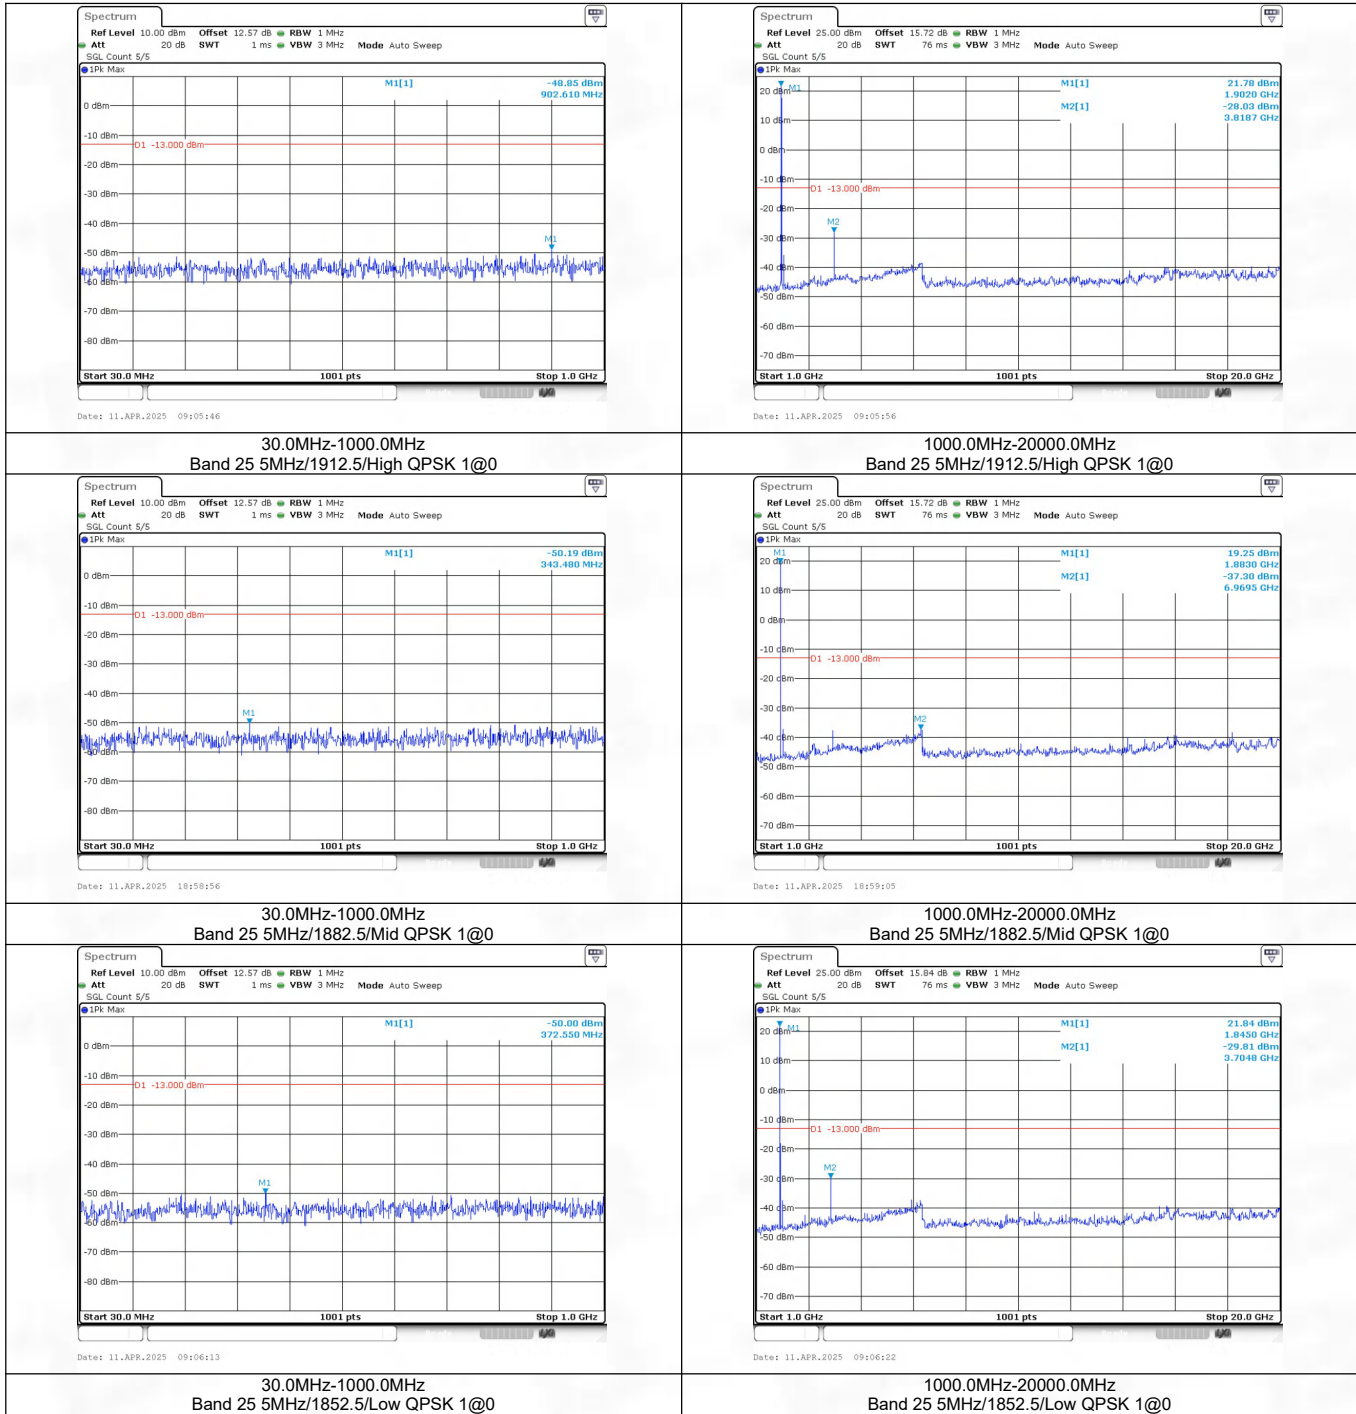 Spectrum
Ref Level 10.00 dBm Offset 12.57 dB RBW 1 MHz
Att 20 dB SWT 1 ms VBW 3 MHz Mode Auto Sweep
SGL Count 5/5
1Pk Max
M1[1] -48.85 dBm
902.610 MHz
0 dBm
-10 dBm
D1 -13.000 dBm
-20 dBm
-30 dBm
-40 dBm
M1
-50 dBm
-60 dBm
-70 dBm
-80 dBm
Start 30.0 MHz 1001 pts Stop 1.0 GHz
Date: 11.APR.2025 09:05:46
30.0MHz-1000.0MHz
Band 25 5MHz/1912.5/High QPSK 1@0
Spectrum
Ref Level 25.00 dBm Offset 15.72 dB RBW 1 MHz
Att 20 dB SWT 76 ms VBW 3 MHz Mode Auto Sweep
SGL Count 5/5
1Pk Max
M1[1] 21.78 dBm
1.9020 GHz
M2[1] -28.03 dBm
3.8187 GHz
20 dBm
M1
10 dBm
0 dBm
-10 dBm
D1 -13.000 dBm
-20 dBm
M2
-30 dBm
-40 dBm
-50 dBm
-60 dBm
-70 dBm
Start 1.0 GHz 1001 pts Stop 20.0 GHz
Date: 11.APR.2025 09:05:56
1000.0MHz-20000.0MHz
Band 25 5MHz/1912.5/High QPSK 1@0
Spectrum
Ref Level 10.00 dBm Offset 12.57 dB RBW 1 MHz
Att 20 dB SWT 1 ms VBW 3 MHz Mode Auto Sweep
SGL Count 5/5
1Pk Max
M1[1] -50.19 dBm
343.480 MHz
0 dBm
-10 dBm
D1 -13.000 dBm
-20 dBm
-30 dBm
-40 dBm
M1
-50 dBm
-60 dBm
-70 dBm
-80 dBm
Start 30.0 MHz 1001 pts Stop 1.0 GHz
Date: 11.APR.2025 18:58:56
30.0MHz-1000.0MHz
Band 25 5MHz/1882.5/Mid QPSK 1@0
Spectrum
Ref Level 25.00 dBm Offset 15.72 dB RBW 1 MHz
Att 20 dB SWT 76 ms VBW 3 MHz Mode Auto Sweep
SGL Count 5/5
1Pk Max
M1[1] 19.25 dBm
1.8830 GHz
M2[1] -37.30 dBm
6.9695 GHz
M1
20 dBm
10 dBm
0 dBm
-10 dBm
D1 -13.000 dBm
-20 dBm
-30 dBm
M2
-40 dBm
-50 dBm
-60 dBm
-70 dBm
Start 1.0 GHz 1001 pts Stop 20.0 GHz
Date: 11.APR.2025 18:59:05
1000.0MHz-20000.0MHz
Band 25 5MHz/1882.5/Mid QPSK 1@0
Spectrum
Ref Level 10.00 dBm Offset 12.57 dB RBW 1 MHz
Att 20 dB SWT 1 ms VBW 3 MHz Mode Auto Sweep
SGL Count 5/5
1Pk Max
M1[1] -50.00 dBm
372.550 MHz
0 dBm
-10 dBm
D1 -13.000 dBm
-20 dBm
-30 dBm
-40 dBm
M1
-50 dBm
-60 dBm
-70 dBm
-80 dBm
Start 30.0 MHz 1001 pts Stop 1.0 GHz
Date: 11.APR.2025 09:06:13
30.0MHz-1000.0MHz
Band 25 5MHz/1852.5/Low QPSK 1@0
Spectrum
Ref Level 25.00 dBm Offset 15.84 dB RBW 1 MHz
Att 20 dB SWT 76 ms VBW 3 MHz Mode Auto Sweep
SGL Count 5/5
1Pk Max
M1[1] 21.84 dBm
1.8450 GHz
M2[1] -29.81 dBm
3.7048 GHz
20 dBm
M1
10 dBm
0 dBm
-10 dBm
D1 -13.000 dBm
-20 dBm
M2
-30 dBm
-40 dBm
-50 dBm
-60 dBm
-70 dBm
Start 1.0 GHz 1001 pts Stop 20.0 GHz
Date: 11.APR.2025 09:06:22
1000.0MHz-20000.0MHz
Band 25 5MHz/1852.5/Low QPSK 1@0